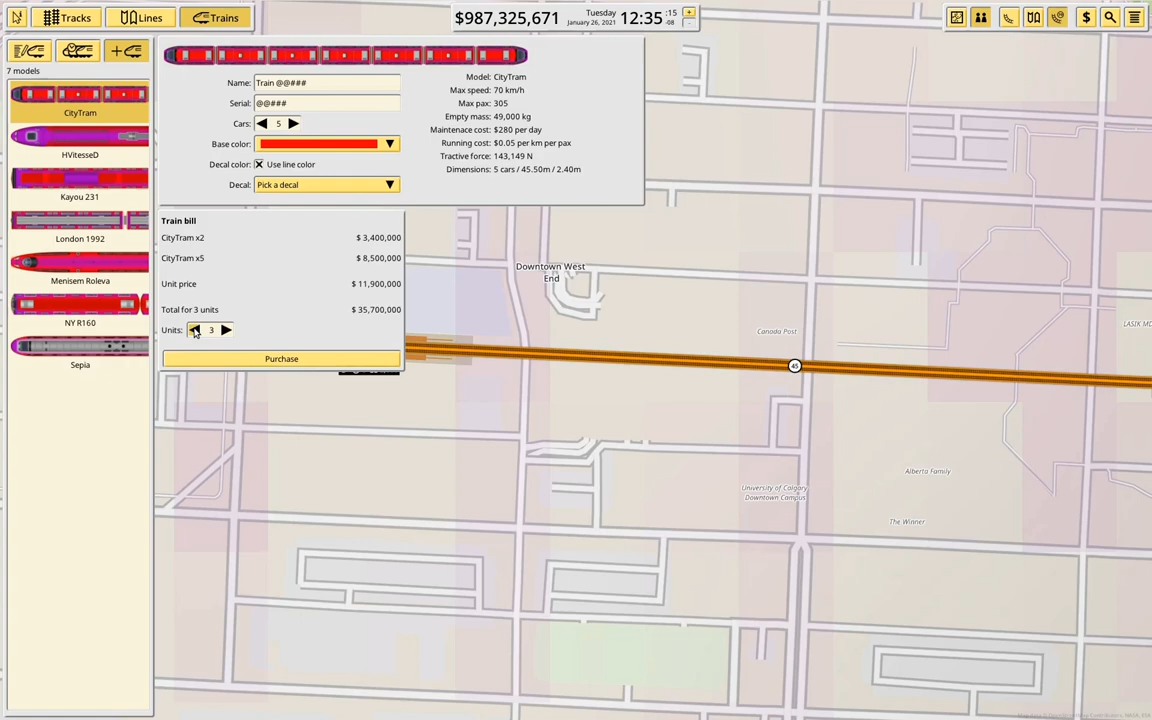 Tracks
Lines
Trains
$987,325,671
Tuesday
January 26, 2021
12:35
:15
-08
+
-
$
7 models
CityTram
HVitesseD
Kayou 231
London 1992
Menisem Roleva
NY R160
Sepia
Name: Train @@###
Serial: @@###
Cars: 5
Base color:
Decal color: Use line color
Decal: Pick a decal
Model: CityTram
Max speed: 70 km/h
Max pax: 305
Empty mass: 49,000 kg
Maintenace cost: $280 per day
Running cost: $0.05 per km per pax
Tractive force: 143,149 N
Dimensions: 5 cars / 45.50m / 2.40m
Train bill
CityTram x2 $ 3,400,000
CityTram x5 $ 8,500,000
Unit price $ 11,900,000
Total for 3 units $ 35,700,000
Units: 3
Purchase
Downtown West
End
Canada Post
LASIK MD
45
Alberta Family
University of Calgary
Downtown Campus
The Winner